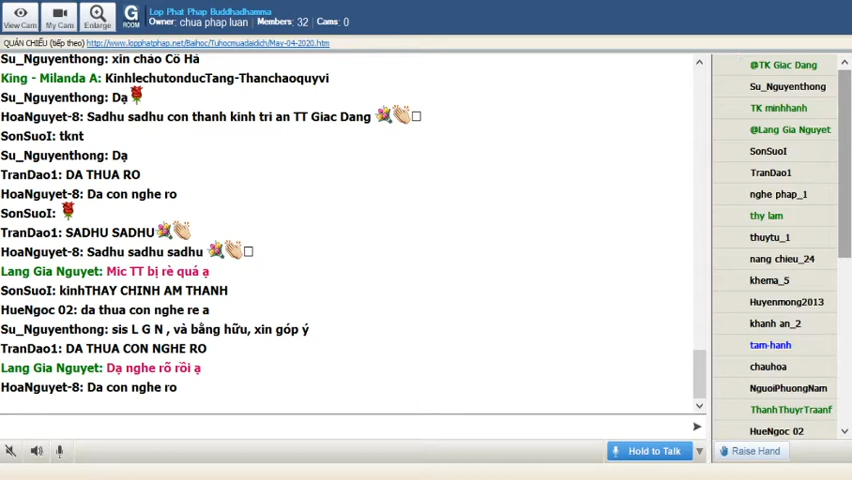 Lop Phat Phap Buddhadhamma
Owner: chua phap luan Members: 32 Cams: 0
View Cam
My Cam
Enlarge
G
ROOM
QUÁN CHIẾU (tiếp theo) http://www.lopphatphap.net/Baihoc/Tuhocmuadaidich/May-04-2020.htm
Su_Nguyenthong: xin chào Cô Hà
King - Milanda A: KinhlechutonducTang-Thanchaoquyvi
Su_Nguyenthong: Dạ🌹
HoaNguyet-8: Sadhu sadhu con thanh kinh tri an TT Giac Dang 💐👏□
SonSuoI: tknt
Su_Nguyenthong: Dạ
TranDao1: DA THUA RO
HoaNguyet-8: Da con nghe ro
SonSuoI: 🌹
TranDao1: SADHU SADHU💐👏
HoaNguyet-8: Sadhu sadhu sadhu 💐👏□
Lang Gia Nguyet: Mic TT bị rè quá ạ
SonSuoI: kinhTHAY CHINH AM THANH
HueNgoc 02: da thua con nghe re a
Su_Nguyenthong: sis L G N , và bằng hữu, xin góp ý
TranDao1: DA THUA CON NGHE RO
Lang Gia Nguyet: Dạ nghe rõ rồi ạ
HoaNguyet-8: Da con nghe ro
@TK Giac Dang
Su_Nguyenthong
TK minhhanh
@Lang Gia Nguyet
SonSuoI
TranDao1
nghe phap_1
thy lam
thuytu_1
nang chieu_24
khema_5
Huyenmong2013
khanh an_2
tam-hanh
chauhoa
NguoiPhuongNam
ThanhThuyrTraanf
HueNgoc 02
Hold to Talk
Raise Hand